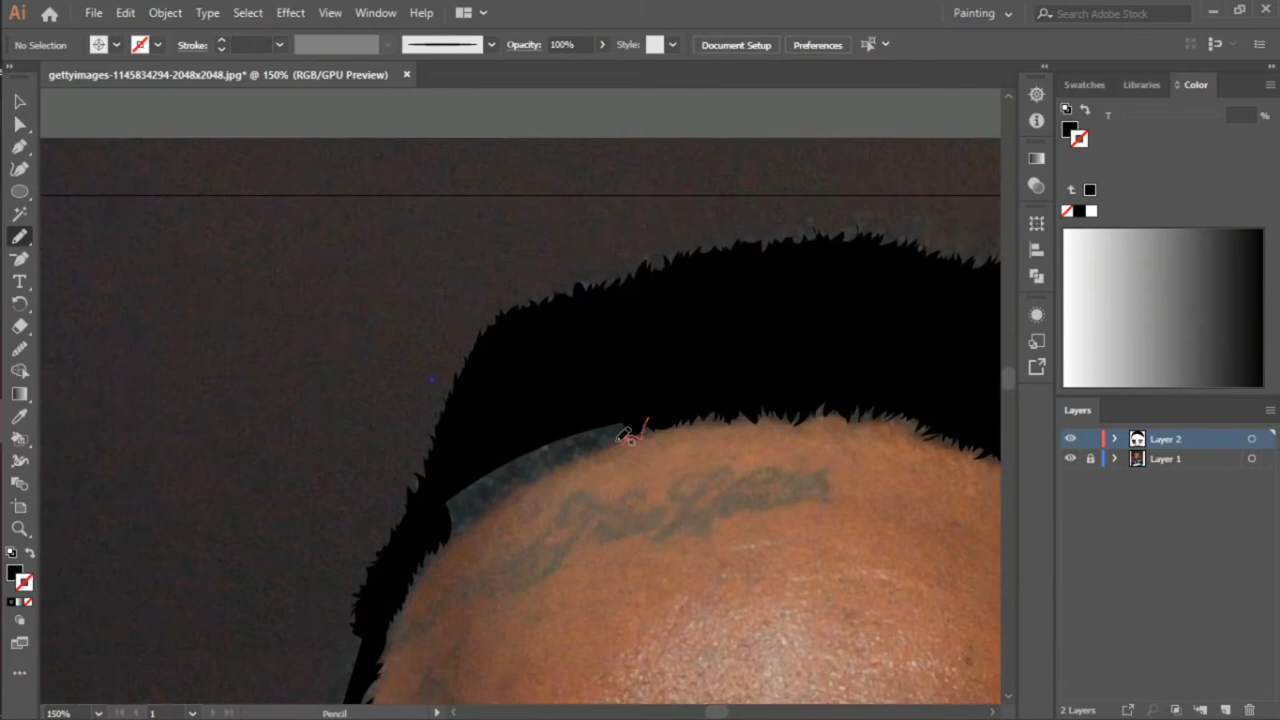 Ai File Edit Object Type Select Effect View Window Help Painting Search Adobe Stock
No Selection Stroke: Opacity: 100% Style: Document Setup Preferences
gettyimages-1145834294-2048x2048.jpg* @ 150% (RGB/GPU Preview) ×
Swatches Libraries Color
T %
Layers
Layer 2
Layer 1
150% 1 Pencil 2 Layers